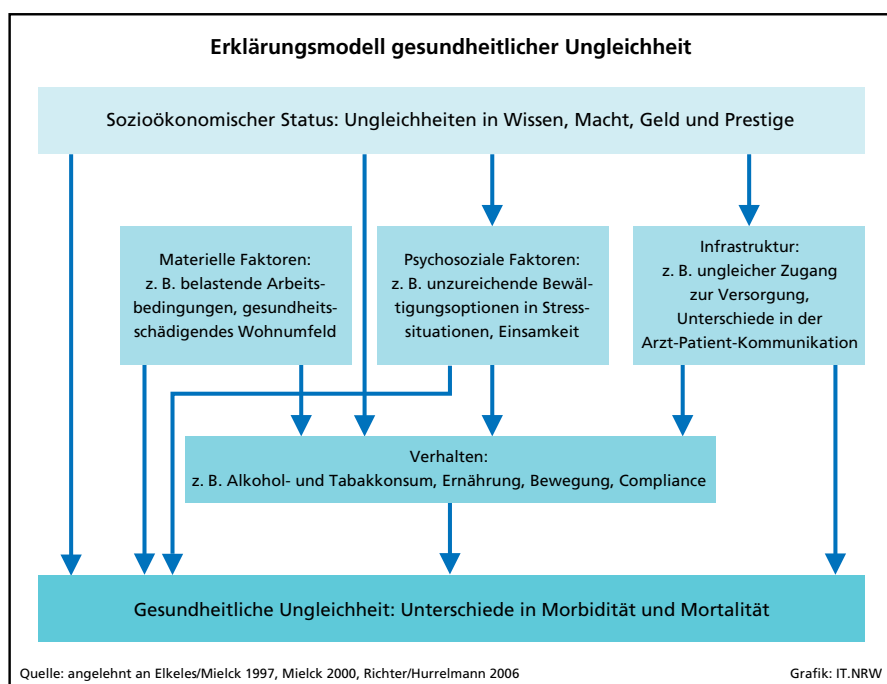 Erklärungsmodell gesundheitlicher Ungleichheit
Sozioökonomischer Status: Ungleichheiten in Wissen, Macht, Geld und Prestige
Materielle Faktoren:
z. B. belastende Arbeits-
bedingungen, gesundheits-
schädigendes Wohnumfeld
Psychosoziale Faktoren:
z. B. unzureichende Bewäl-
tigungsoptionen in Stress-
situationen, Einsamkeit
Infrastruktur:
z. B. ungleicher Zugang
zur Versorgung,
Unterschiede in der
Arzt-Patient-Kommunikation
Verhalten:
z. B. Alkohol- und Tabakkonsum, Ernährung, Bewegung, Compliance
Gesundheitliche Ungleichheit: Unterschiede in Morbidität und Mortalität
Quelle: angelehnt an Elkeles/Mielck 1997, Mielck 2000, Richter/Hurrelmann 2006
Grafik: IT.NRW